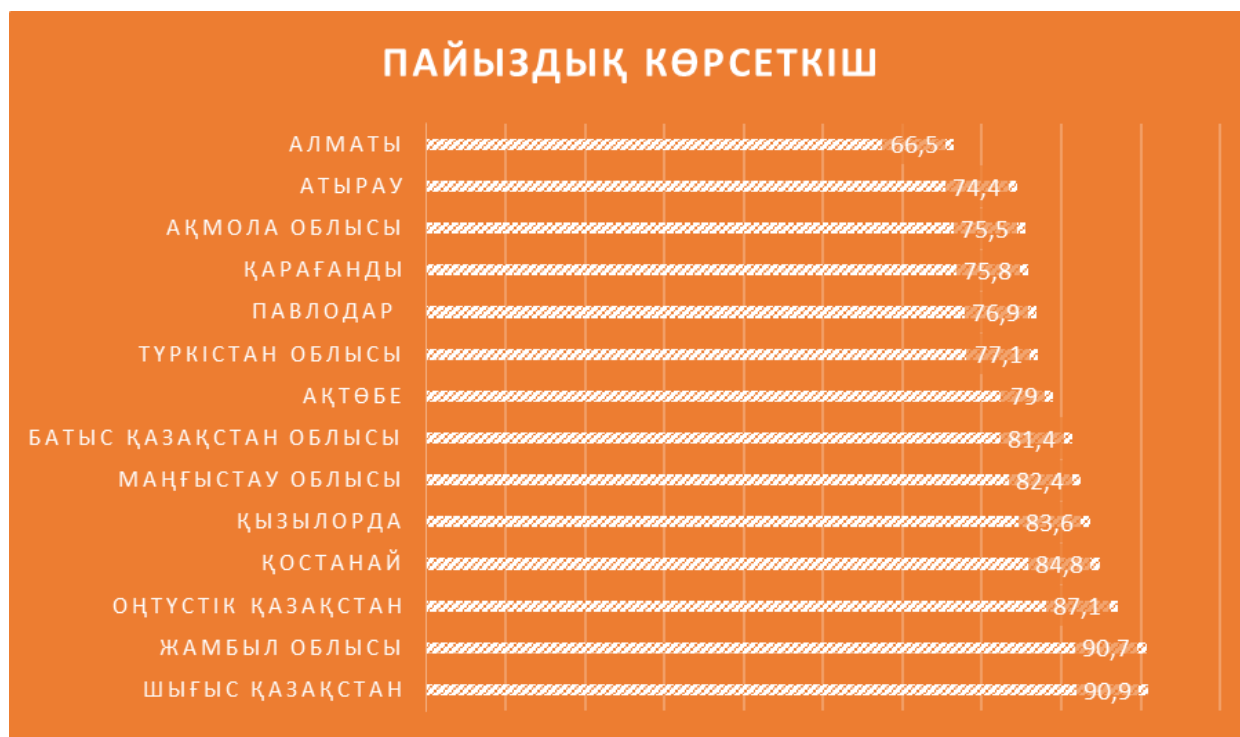 ПАЙЫЗДЫҚ КӨРСЕТКІШ
АЛМАТЫ 66,5
АТЫРАУ 74,4
АҚМОЛА ОБЛЫСЫ 75,5
ҚАРАҒАНДЫ 75,8
ПАВЛОДАР 76,9
ТҮРКІСТАН ОБЛЫСЫ 77,1
АҚТӨБЕ 79
БАТЫС ҚАЗАҚСТАН ОБЛЫСЫ 81,4
МАҢҒЫСТАУ ОБЛЫСЫ 82,4
ҚЫЗЫЛОРДА 83,6
ҚОСТАНАЙ 84,8
ОҢТҮСТІК ҚАЗАҚСТАН 87,1
ЖАМБЫЛ ОБЛЫСЫ 90,7
ШЫҒЫС ҚАЗАҚСТАН 90,9